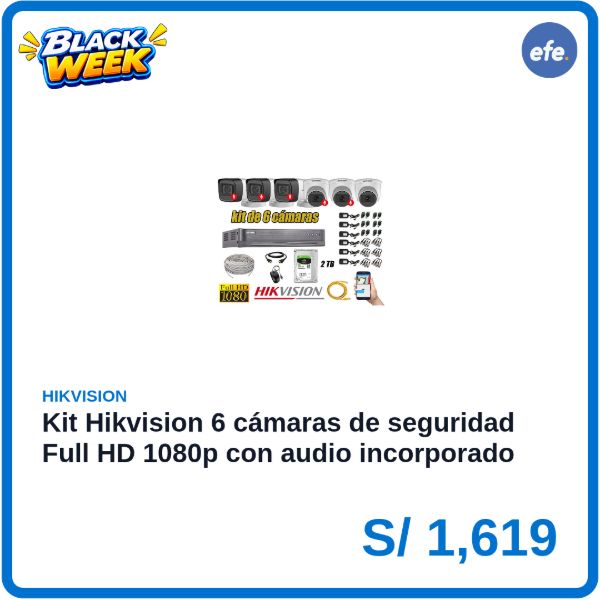 BLACK
WEEK
efe.
kit de 6 cámaras
2 TB
Full HD
1080
HIKVISION
HIKVISION
Kit Hikvision 6 cámaras de seguridad
Full HD 1080p con audio incorporado
S/ 1,619